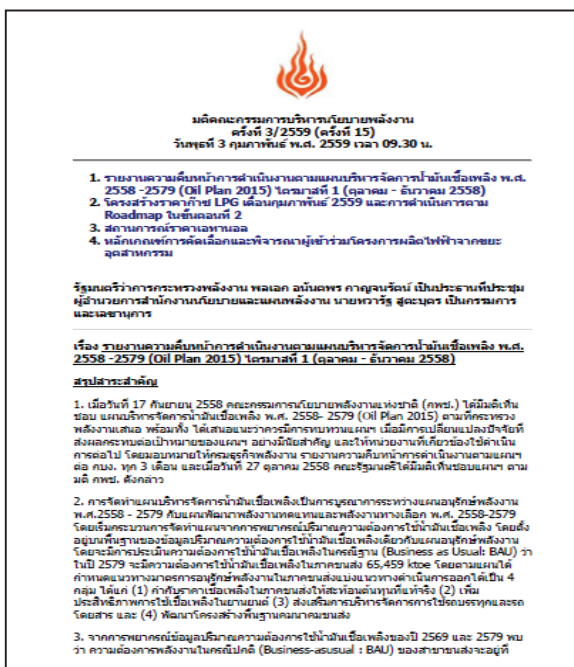 มติคณะกรรมการบริหารนโยบายพลังงาน
ครั้งที่ 3/2559 (ครั้งที่ 15)
วันพุธที่ 3 กุมภาพันธ์ พ.ศ. 2559 เวลา 09.30 น.
1. รายงานความคืบหน้าการดำเนินงานตามแผนบริหารจัดการน้ำมันเชื้อเพลิง พ.ศ.
2558 -2579 (Oil Plan 2015) ไตรมาสที่ 1 (ตุลาคม - ธันวาคม 2558)
2. โครงสร้างราคาก๊าซ LPG เดือนกุมภาพันธ์ 2559 และการดำเนินการตาม
Roadmap ในขั้นตอนที่ 2
3. สถานการณ์ราคาเอทานอล
4. หลักเกณฑ์การคัดเลือกและพิจารณาผู้เข้าร่วมโครงการผลิตไฟฟ้าจากขยะ
อุตสาหกรรม
รัฐมนตรีว่าการกระทรวงพลังงาน พลเอก อนันตพร กาญจนรัตน์ เป็นประธานที่ประชุม
ผู้อำนวยการสำนักงานนโยบายและแผนพลังงาน นายทวารัฐ สูตะบุตร เป็นกรรมการ
และเลขานุการ
เรื่อง รายงานความคืบหน้าการดำเนินงานตามแผนบริหารจัดการน้ำมันเชื้อเพลิง พ.ศ.
2558 -2579 (Oil Plan 2015) ไตรมาสที่ 1 (ตุลาคม - ธันวาคม 2558)
สรุปสาระสำคัญ
1. เมื่อวันที่ 17 กันยายน 2558 คณะกรรมการนโยบายพลังงานแห่งชาติ (กพช.) ได้มีมติเห็น
ชอบ แผนบริหารจัดการน้ำมันเชื้อเพลิง พ.ศ. 2558- 2579 (Oil Plan 2015) ตามที่กระทรวง
พลังงานเสนอ พร้อมทั้ง ได้เสนอแนะว่าควรมีการทบทวนแผนฯ เมื่อมีการเปลี่ยนแปลงปัจจัยที่
ส่งผลกระทบต่อเป้าหมายของแผนฯ อย่างมีนัยสำคัญ และให้หน่วยงานที่เกี่ยวข้องใช้ดำเนิน
การต่อไป โดยมอบหมายให้กรมธุรกิจพลังงาน รายงานความคืบหน้าการดำเนินงานตามแผนฯ
ต่อ กบง. ทุก 3 เดือน และเมื่อวันที่ 27 ตุลาคม 2558 คณะรัฐมนตรีได้มีมติเห็นชอบแผนฯ ตาม
มติ กพช. ดังกล่าว
2. การจัดทำแผนบริหารจัดการน้ำมันเชื้อเพลิงเป็นการบูรณาการระหว่างแผนอนุรักษ์พลังงาน
พ.ศ.2558 - 2579 กับแผนพัฒนาพลังงานทดแทนและพลังงานทางเลือก พ.ศ. 2558-2579
โดยเริ่มกระบวนการจัดทำแผนจากการพยากรณ์ปริมาณความต้องการใช้น้ำมันเชื้อเพลิง โดยตั้ง
อยู่บนพื้นฐานของข้อมูลปริมาณความต้องการใช้น้ำมันเชื้อเพลิงเดียวกับแผนอนุรักษ์พลังงาน
โดยจะมีการประเมินความต้องการใช้น้ำมันเชื้อเพลิงในกรณีฐาน (Business as Usual: BAU) ว่า
ในปี 2579 จะมีความต้องการใช้น้ำมันเชื้อเพลิงในภาคขนส่ง 65,459 ktoe โดยตามแผนได้
กำหนดแนวทางมาตรการอนุรักษ์พลังงานในภาคขนส่งแบ่งแนวทางดำเนินการออกได้เป็น 4
กลุ่ม ได้แก่ (1) กำกับราคาเชื้อเพลิงในภาคขนส่งให้สะท้อนต้นทุนที่แท้จริง (2) เพิ่ม
ประสิทธิภาพการใช้เชื้อเพลิงในยานยนต์ (3) ส่งเสริมการบริหารจัดการการใช้รถบรรทุกและรถ
โดยสาร และ (4) พัฒนาโครงสร้างพื้นฐานคมนาคมขนส่ง
3. จากการพยากรณ์ข้อมูลปริมาณความต้องการใช้น้ำมันเชื้อเพลิงของปี 2569 และ 2579 พบ
ว่า ความต้องการพลังงานในกรณีปกติ (Business-asusual : BAU) ของสาขาขนส่งจะอยู่ที่